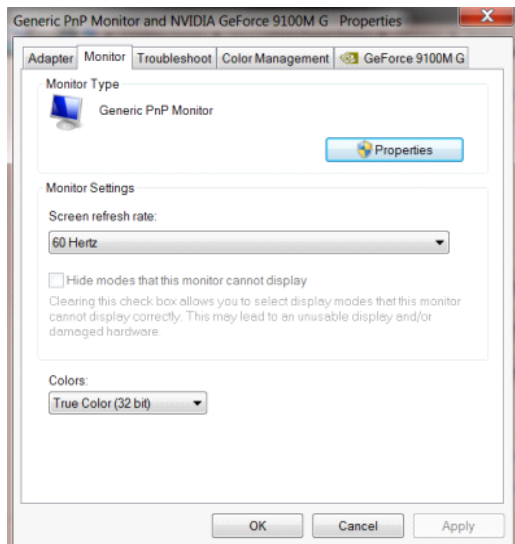 Generic PnP Monitor and NVIDIA GeForce 9100M G Properties
X
Adapter Monitor Troubleshoot Color Management GeForce 9100M G
Monitor Type
Generic PnP Monitor
Properties
Monitor Settings
Screen refresh rate:
60 Hertz
Hide modes that this monitor cannot display
Clearing this check box allows you to select display modes that this monitor
cannot display correctly. This may lead to an unusable display and/or
damaged hardware.
Colors:
True Color (32 bit)
OK Cancel Apply